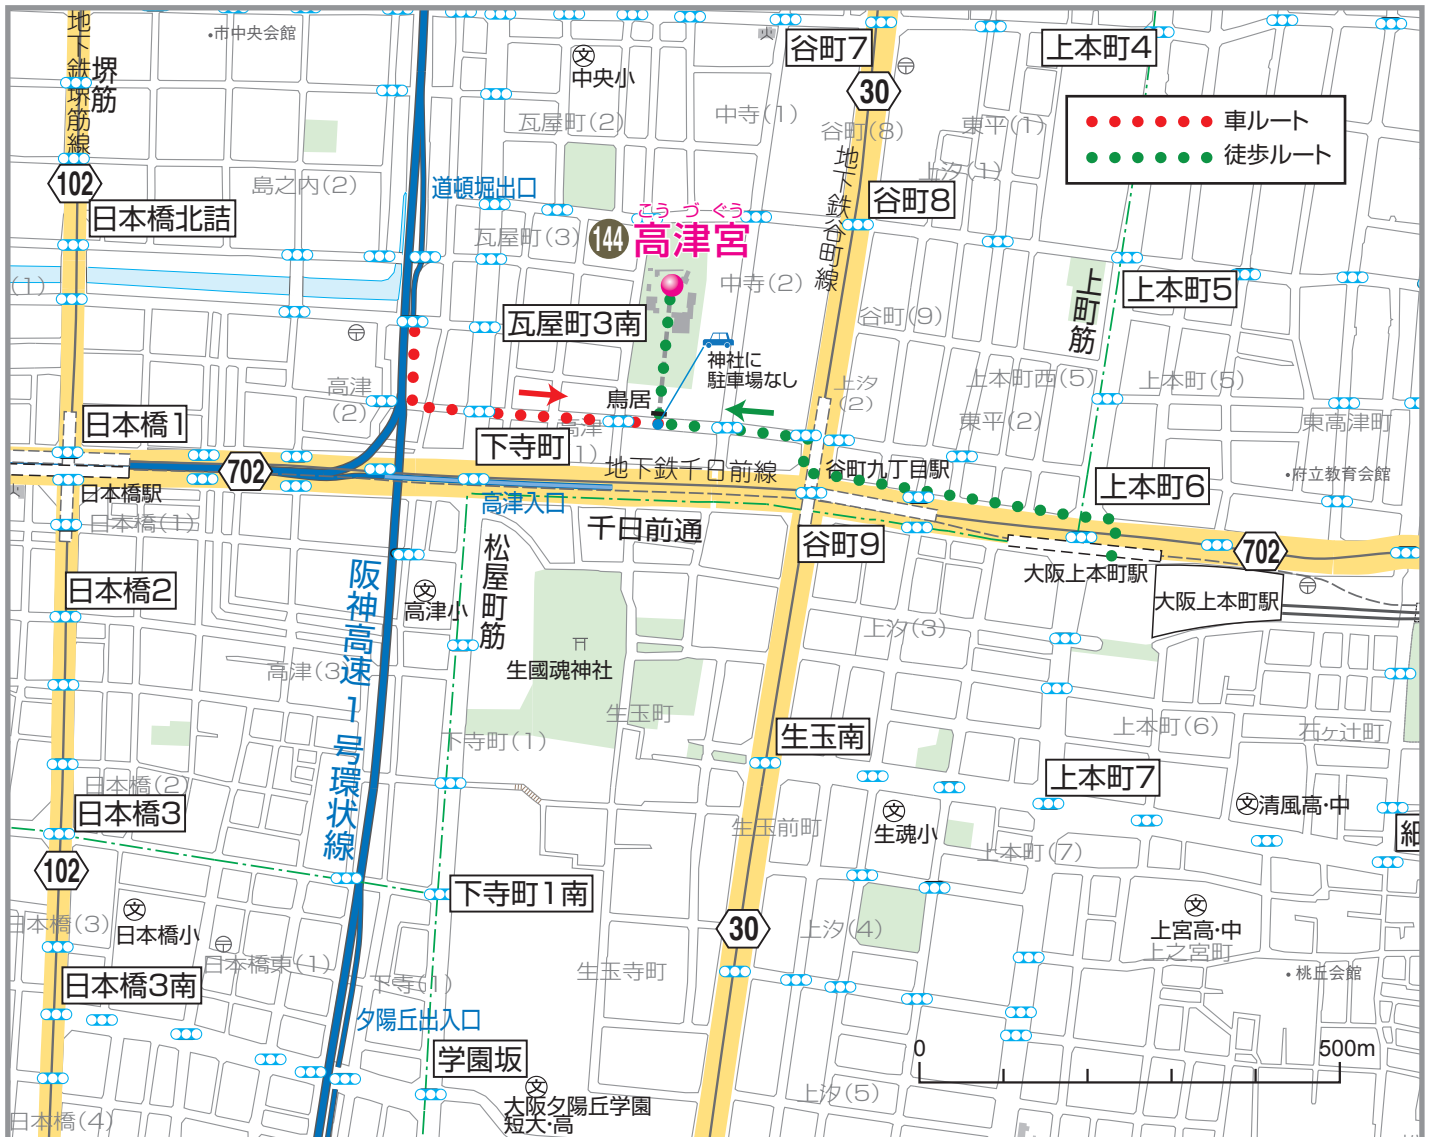 地下鉄堺筋線
堺筋
・市中央会館
文
中央小
谷町7
上本町4
30
車ルート
徒歩ルート
瓦屋町(2)
中寺(1)
谷町(8)
東平(1)
上汐(1)
102
島之内(2)
道頓堀出口
地下鉄谷町線
谷町8
日本橋北詰
瓦屋町(3)
144
こうづぐう
高津宮
(1)
中寺(2)
上本町5
上町筋
瓦屋町3南
谷町(9)
神社に
駐車場なし
高津
(2)
鳥居
上汐
(2)
上本町西(5)
上本町(5)
東平(2)
東高津町
日本橋1
下寺町
高津
1)
702
地下鉄千日前線
谷町九丁目駅
上本町6
・府立教育会館
日本橋駅
高津入口
日本橋(1)
千日前通
谷町9
702
松屋町筋
大阪上本町駅
大阪上本町駅
日本橋2
阪神高速1号環状線
文
高津小
上汐(3)
高津(3)
生國魂神社
生玉町
下寺町(1)
生玉南
上本町(6)
石ケ辻町
上本町7
日本橋(2)
日本橋3
文
生魂小
文清風高・中
生玉前町
細
上本町(7)
102
下寺町1南
日本橋(3)
文
日本橋小
30
上汐(4)
文
上宮高・中
上之宮町
日本橋東(1)
生玉寺町
・桃丘会館
日本橋3南
下寺(1)
夕陽丘出入口
学園坂
0
500m
文
大阪夕陽丘学園
短大・高
上汐(5)
日本橋(4)